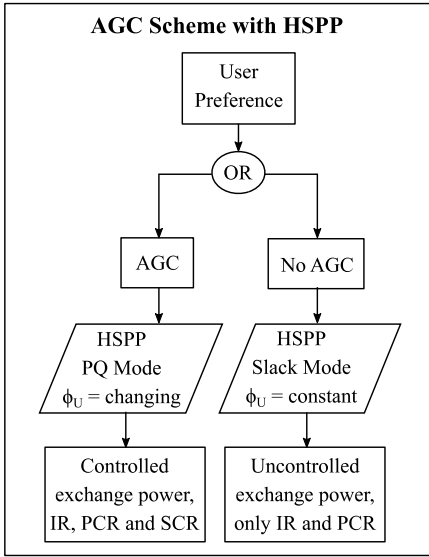 AGC Scheme with HSPP
User
Preference
OR
AGC
No AGC
HSPP
PQ Mode
ϕU = changing
HSPP
Slack Mode
ϕU = constant
Controlled
exchange power,
IR, PCR and SCR
Uncontrolled
exchange power,
only IR and PCR